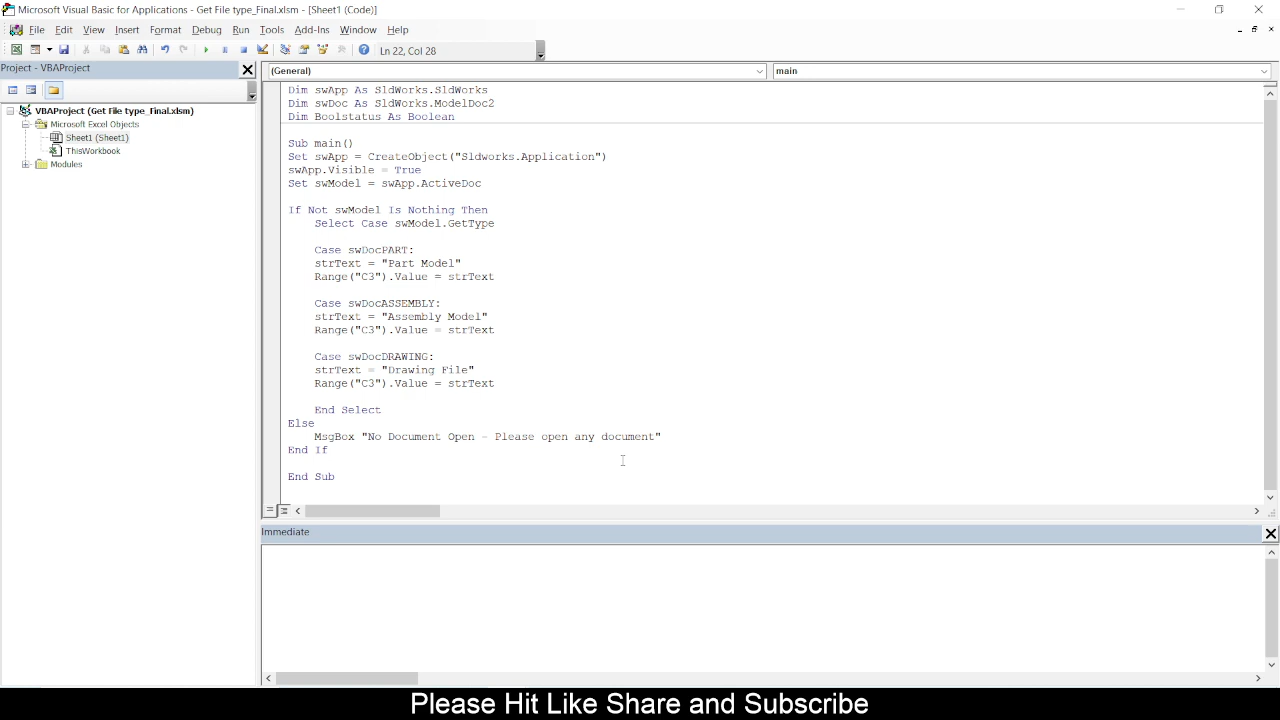 Microsoft Visual Basic for Applications - Get File type_Final.xlsm - [Sheet1 (Code)]
File Edit View Insert Format Debug Run Tools Add-Ins Window Help
Ln 22, Col 28
Project - VBAProject
(General)
main
VBAProject (Get File type_Final.xlsm)
Microsoft Excel Objects
Sheet1 (Sheet1)
ThisWorkbook
Modules
Dim swApp As SldWorks.SldWorks
Dim swDoc As SldWorks.ModelDoc2
Dim Boolstatus As Boolean
Sub main()
Set swApp = CreateObject("Sldworks.Application")
swApp.Visible = True
Set swModel = swApp.ActiveDoc
If Not swModel Is Nothing Then
Select Case swModel.GetType
Case swDocPART:
strText = "Part Model"
Range("C3").Value = strText
Case swDocASSEMBLY:
strText = "Assembly Model"
Range("C3").Value = strText
Case swDocDRAWING:
strText = "Drawing File"
Range("C3").Value = strText
End Select
Else
MsgBox "No Document Open - Please open any document"
End If
End Sub
Immediate
Please Hit Like Share and Subscribe